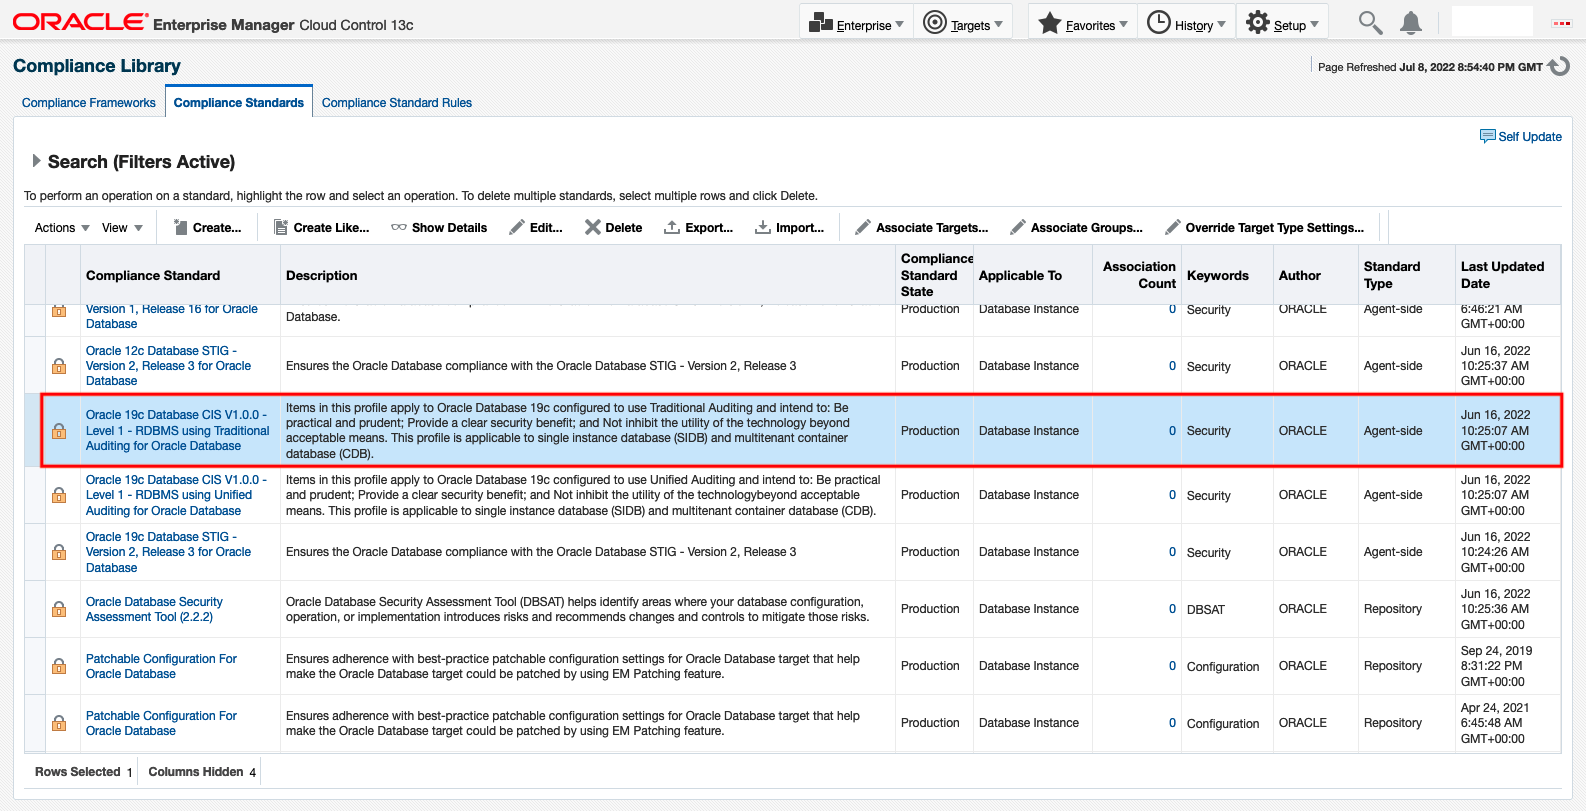 ORACLE Enterprise Manager Cloud Control 13c
Enterprise
Targets
Favorites
History
Setup
Compliance Library
Page Refreshed Jul 8, 2022 8:54:40 PM GMT
Compliance Frameworks
Compliance Standards
Compliance Standard Rules
Self Update
Search (Filters Active)
To perform an operation on a standard, highlight the row and select an operation. To delete multiple standards, select multiple rows and click Delete.
Actions
View
Create...
Create Like...
Show Details
Edit...
Delete
Export...
Import...
Associate Targets...
Associate Groups...
Override Target Type Settings...
Compliance Standard
Description
Compliance
Standard
State
Applicable To
Association
Count
Keywords
Author
Standard
Type
Last Updated
Date
Version 1, Release 16 for Oracle
Database
Database.
Production
Database Instance
0
Security
ORACLE
Agent-side
6:46:21 AM
GMT+00:00
Oracle 12c Database STIG -
Version 2, Release 3 for Oracle
Database
Ensures the Oracle Database compliance with the Oracle Database STIG - Version 2, Release 3
Production
Database Instance
0
Security
ORACLE
Agent-side
Jun 16, 2022
10:25:37 AM
GMT+00:00
Oracle 19c Database CIS V1.0.0 -
Level 1 - RDBMS using Traditional
Auditing for Oracle Database
Items in this profile apply to Oracle Database 19c configured to use Traditional Auditing and intend to: Be
practical and prudent; Provide a clear security benefit; and Not inhibit the utility of the technology beyond
acceptable means. This profile is applicable to single instance database (SIDB) and multitenant container
database (CDB).
Production
Database Instance
0
Security
ORACLE
Agent-side
Jun 16, 2022
10:25:07 AM
GMT+00:00
Oracle 19c Database CIS V1.0.0 -
Level 1 - RDBMS using Unified
Auditing for Oracle Database
Items in this profile apply to Oracle Database 19c configured to use Unified Auditing and intend to: Be practical
and prudent; Provide a clear security benefit; and Not inhibit the utility of the technologybeyond acceptable
means. This profile is applicable to single instance database (SIDB) and multitenant container database (CDB).
Production
Database Instance
0
Security
ORACLE
Agent-side
Jun 16, 2022
10:25:07 AM
GMT+00:00
Oracle 19c Database STIG -
Version 2, Release 3 for Oracle
Database
Ensures the Oracle Database compliance with the Oracle Database STIG - Version 2, Release 3
Production
Database Instance
0
Security
ORACLE
Agent-side
Jun 16, 2022
10:24:26 AM
GMT+00:00
Oracle Database Security
Assessment Tool (2.2.2)
Oracle Database Security Assessment Tool (DBSAT) helps identify areas where your database configuration,
operation, or implementation introduces risks and recommends changes and controls to mitigate those risks.
Production
Database Instance
0
DBSAT
ORACLE
Repository
Jun 16, 2022
10:25:36 AM
GMT+00:00
Patchable Configuration For
Oracle Database
Ensures adherence with best-practice patchable configuration settings for Oracle Database target that help
make the Oracle Database target could be patched by using EM Patching feature.
Production
Database Instance
0
Configuration
ORACLE
Repository
Sep 24, 2019
8:31:22 PM
GMT+00:00
Patchable Configuration For
Oracle Database
Ensures adherence with best-practice patchable configuration settings for Oracle Database target that help
make the Oracle Database target could be patched by using EM Patching feature.
Production
Database Instance
0
Configuration
ORACLE
Repository
Apr 24, 2021
6:45:48 AM
GMT+00:00
Rows Selected 1
Columns Hidden 4